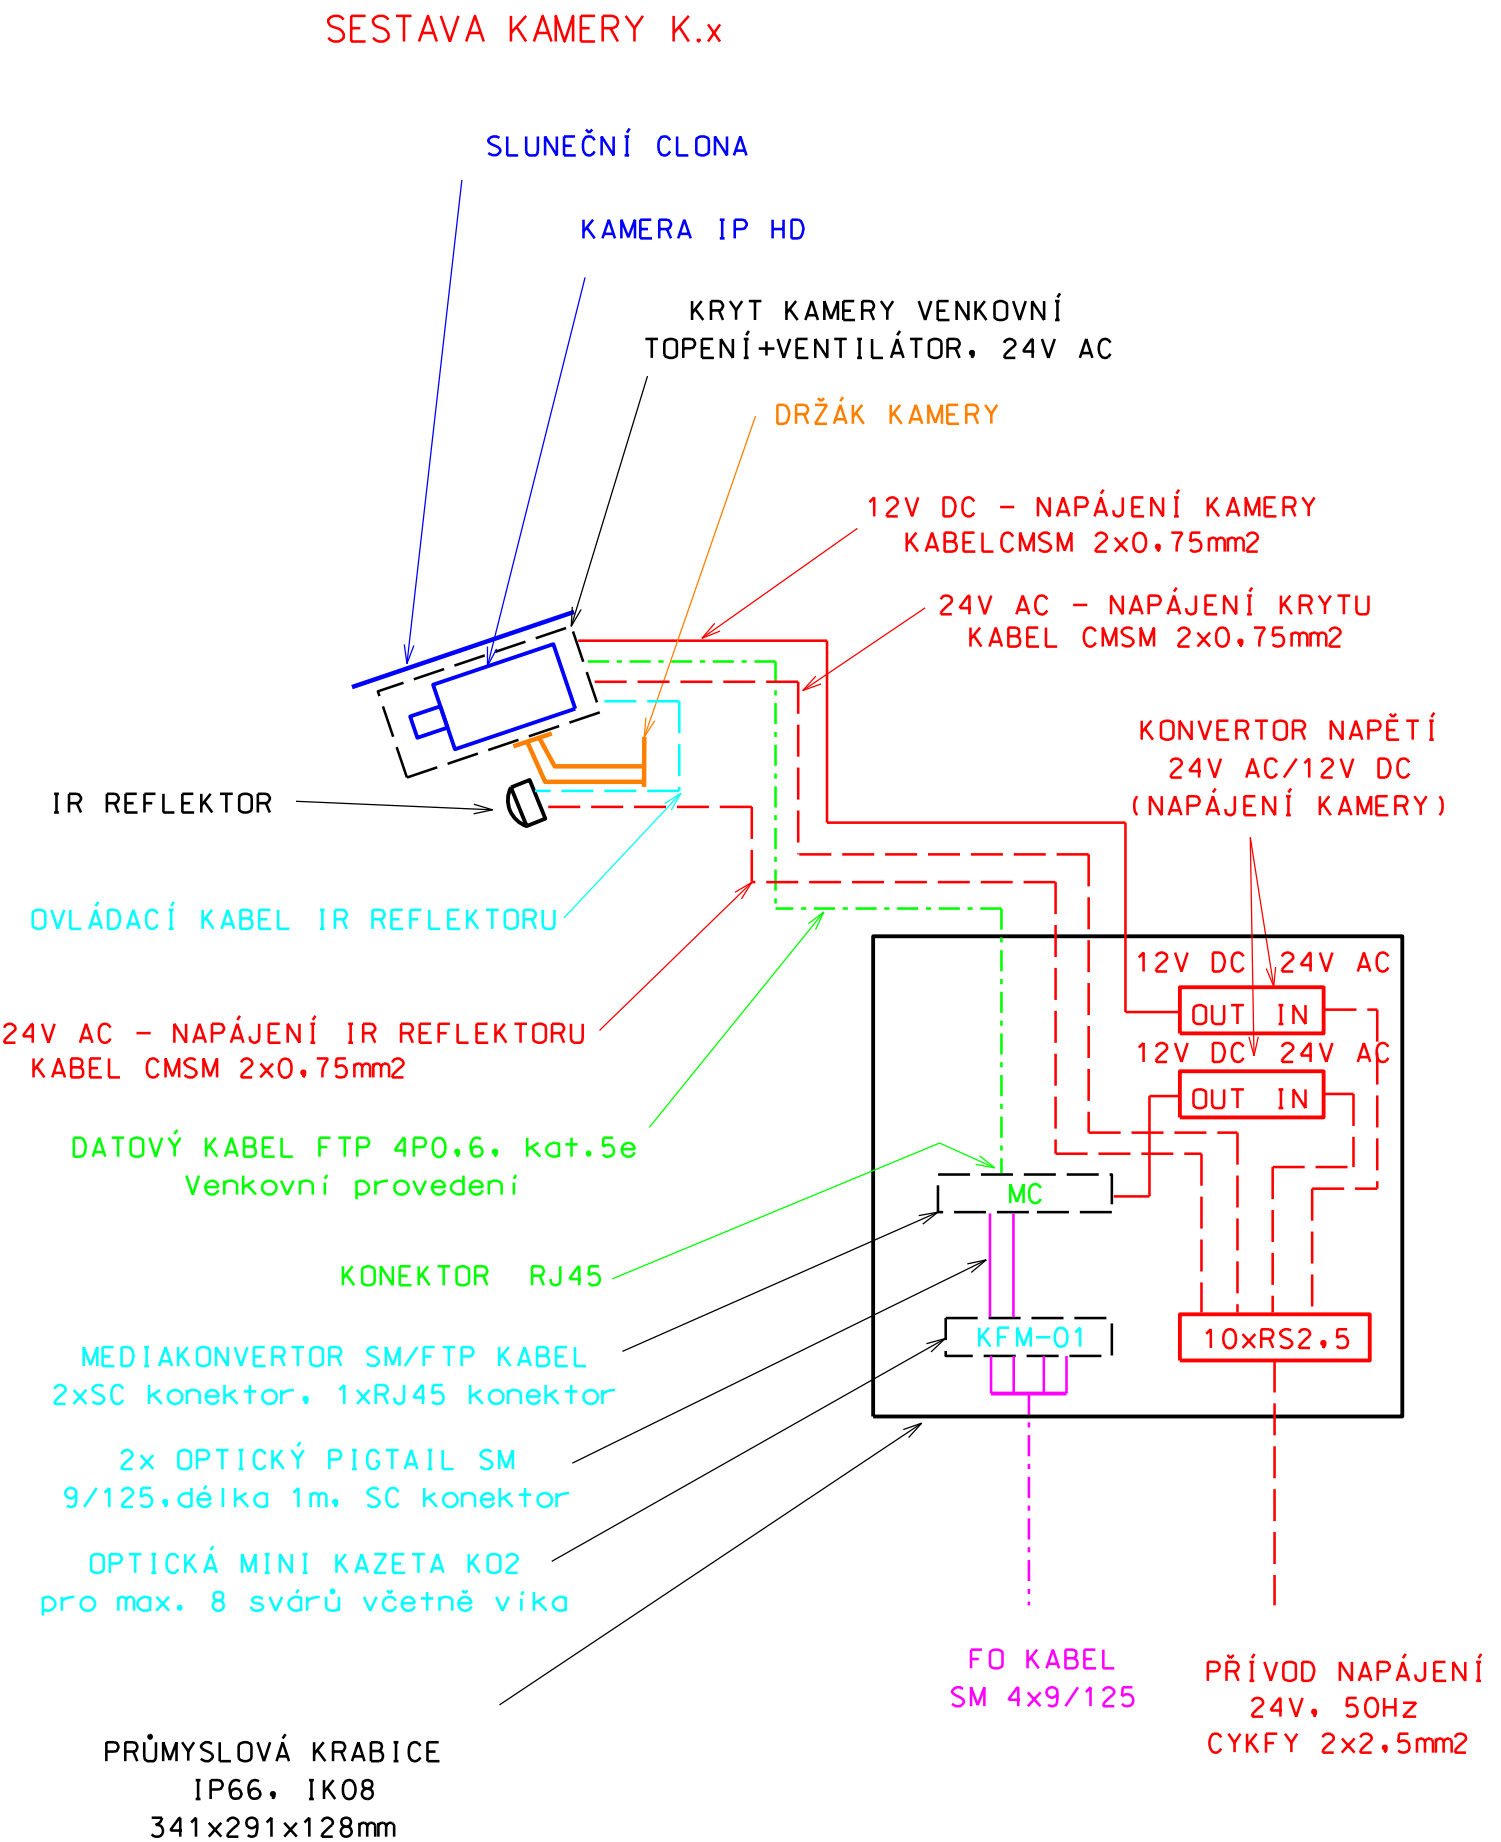 SESTAVA KAMERY K.x
SLUNEČNÍ CLONA
KAMERA IP HD
KRYT KAMERY VENKOVNÍ
TOPENÍ+VENTILÁTOR, 24V AC
DRŽÁK KAMERY
12V DC - NAPÁJENÍ KAMERY
KABELCMSM 2x0,75mm2
24V AC - NAPÁJENÍ KRYTU
KABEL CMSM 2x0,75mm2
KONVERTOR NAPĚTÍ
24V AC/12V DC
(NAPÁJENÍ KAMERY)
IR REFLEKTOR
OVLÁDACÍ KABEL IR REFLEKTORU
12V DC 24V AC
OUT IN
12V DC 24V AC
OUT IN
24V AC - NAPÁJENÍ IR REFLEKTORU
KABEL CMSM 2x0,75mm2
DATOVÝ KABEL FTP 4P0,6, kat.5e
Venkovní provedení
MC
KONEKTOR RJ45
KFM-01
10xRS2,5
MEDIAKONVERTOR SM/FTP KABEL
2xSC konektor, 1xRJ45 konektor
2x OPTICKÝ PIGTAIL SM
9/125,délka 1m, SC konektor
OPTICKÁ MINI KAZETA K02
pro max. 8 svárů včetně víka
FO KABEL
SM 4x9/125
PŘÍVOD NAPÁJENÍ
24V, 50Hz
CYKFY 2x2,5mm2
PRŮMYSLOVÁ KRABICE
IP66, IK08
341x291x128mm